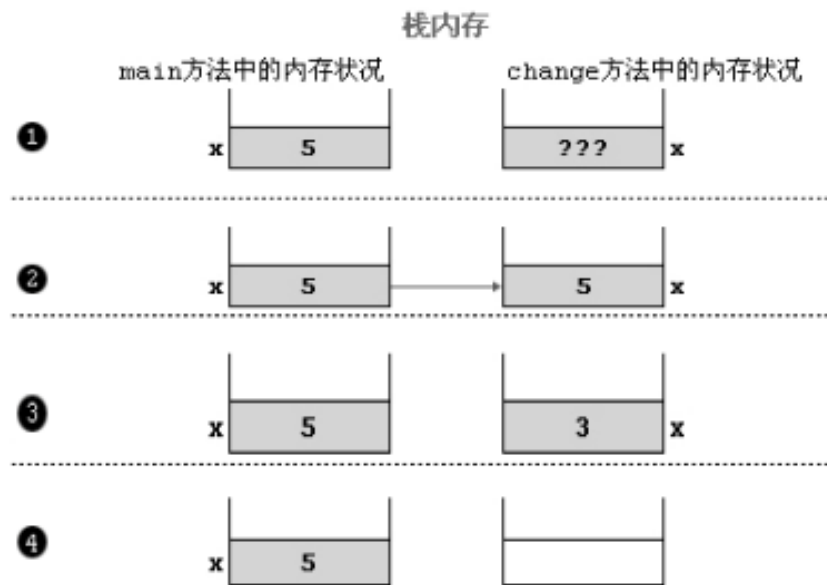 栈内存
main方法中的内存状况 change方法中的内存状况
❶ x 5 ??? x
❷ x 5 5 x
❸ x 5 3 x
❹ x 5